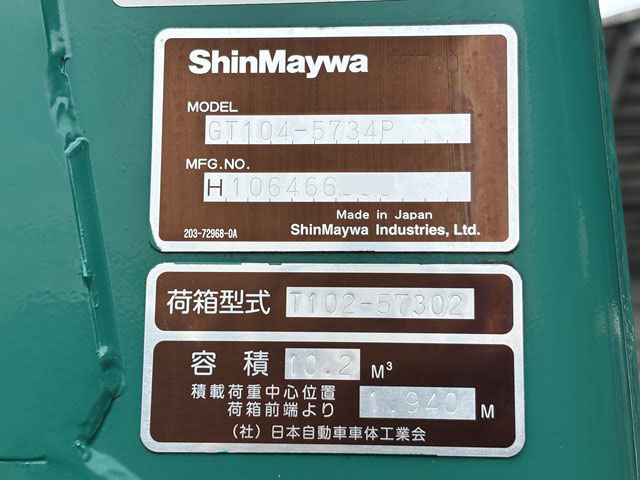 ShinMaywa
MODEL
GT104-5734P
MFG.NO.
H106466
Made in Japan
203-72968-0A ShinMaywa Industries, Ltd.
荷箱型式 T102-57302
容積 10.2 M³
積載荷重中心位置
荷箱前端より 1.940 M
(社)日本自動車車体工業会